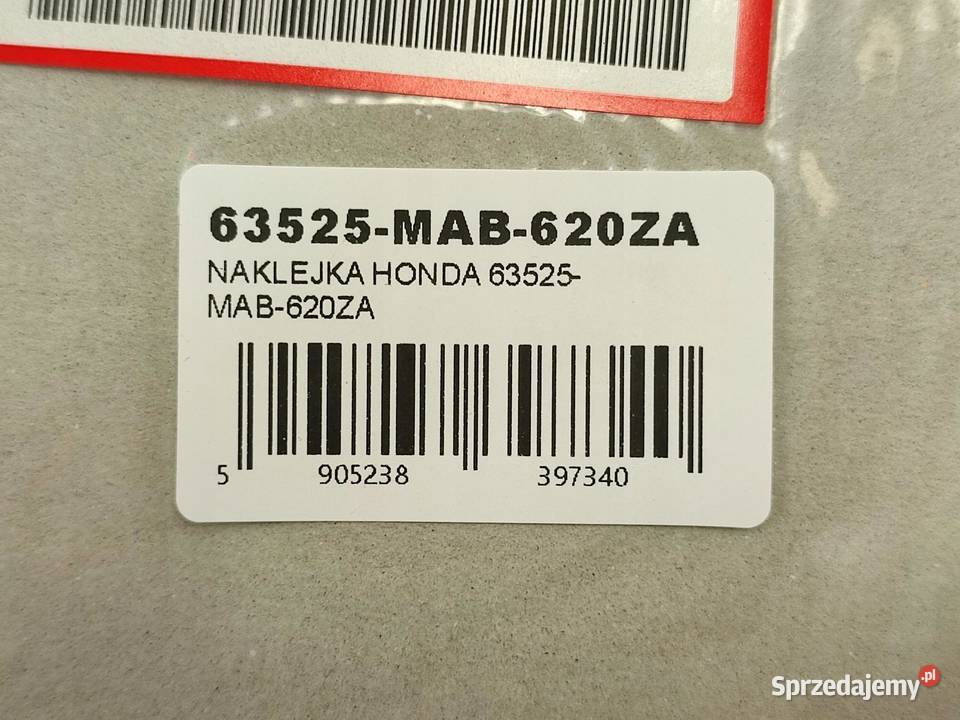 63525-MAB-620ZA
NAKLEJKA HONDA 63525-
MAB-620ZA
5 905238 397340
Sprzedajemy.pl